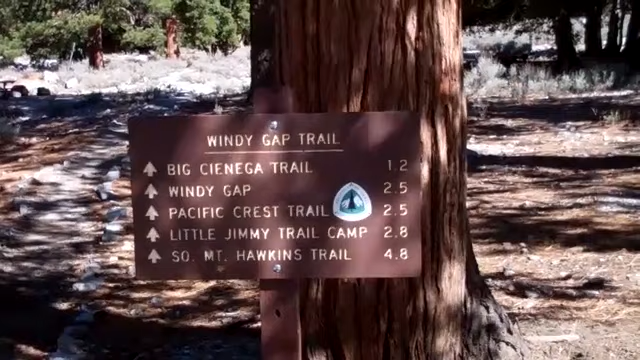 WINDY GAP TRAIL
BIG CIENEGA TRAIL 1.2
WINDY GAP 2.5
PACIFIC CREST TRAIL 2.5
LITTLE JIMMY TRAIL CAMP 2.8
SO. MT. HAWKINS TRAIL 4.8